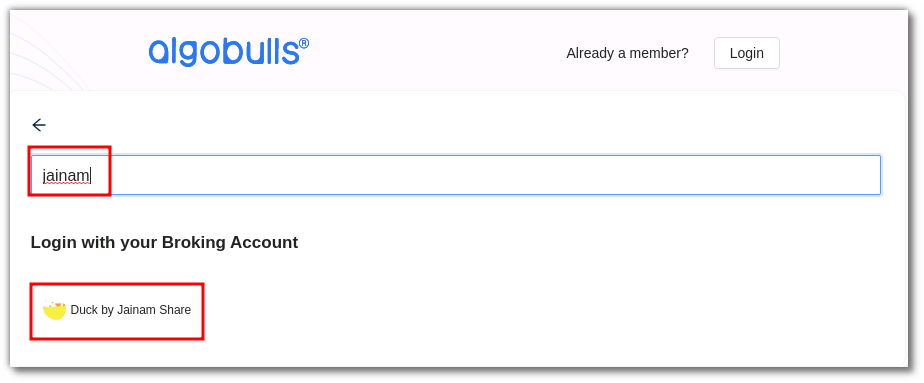 algobulls®
Already a member? Login
jainam
Login with your Broking Account
Duck by Jainam Share